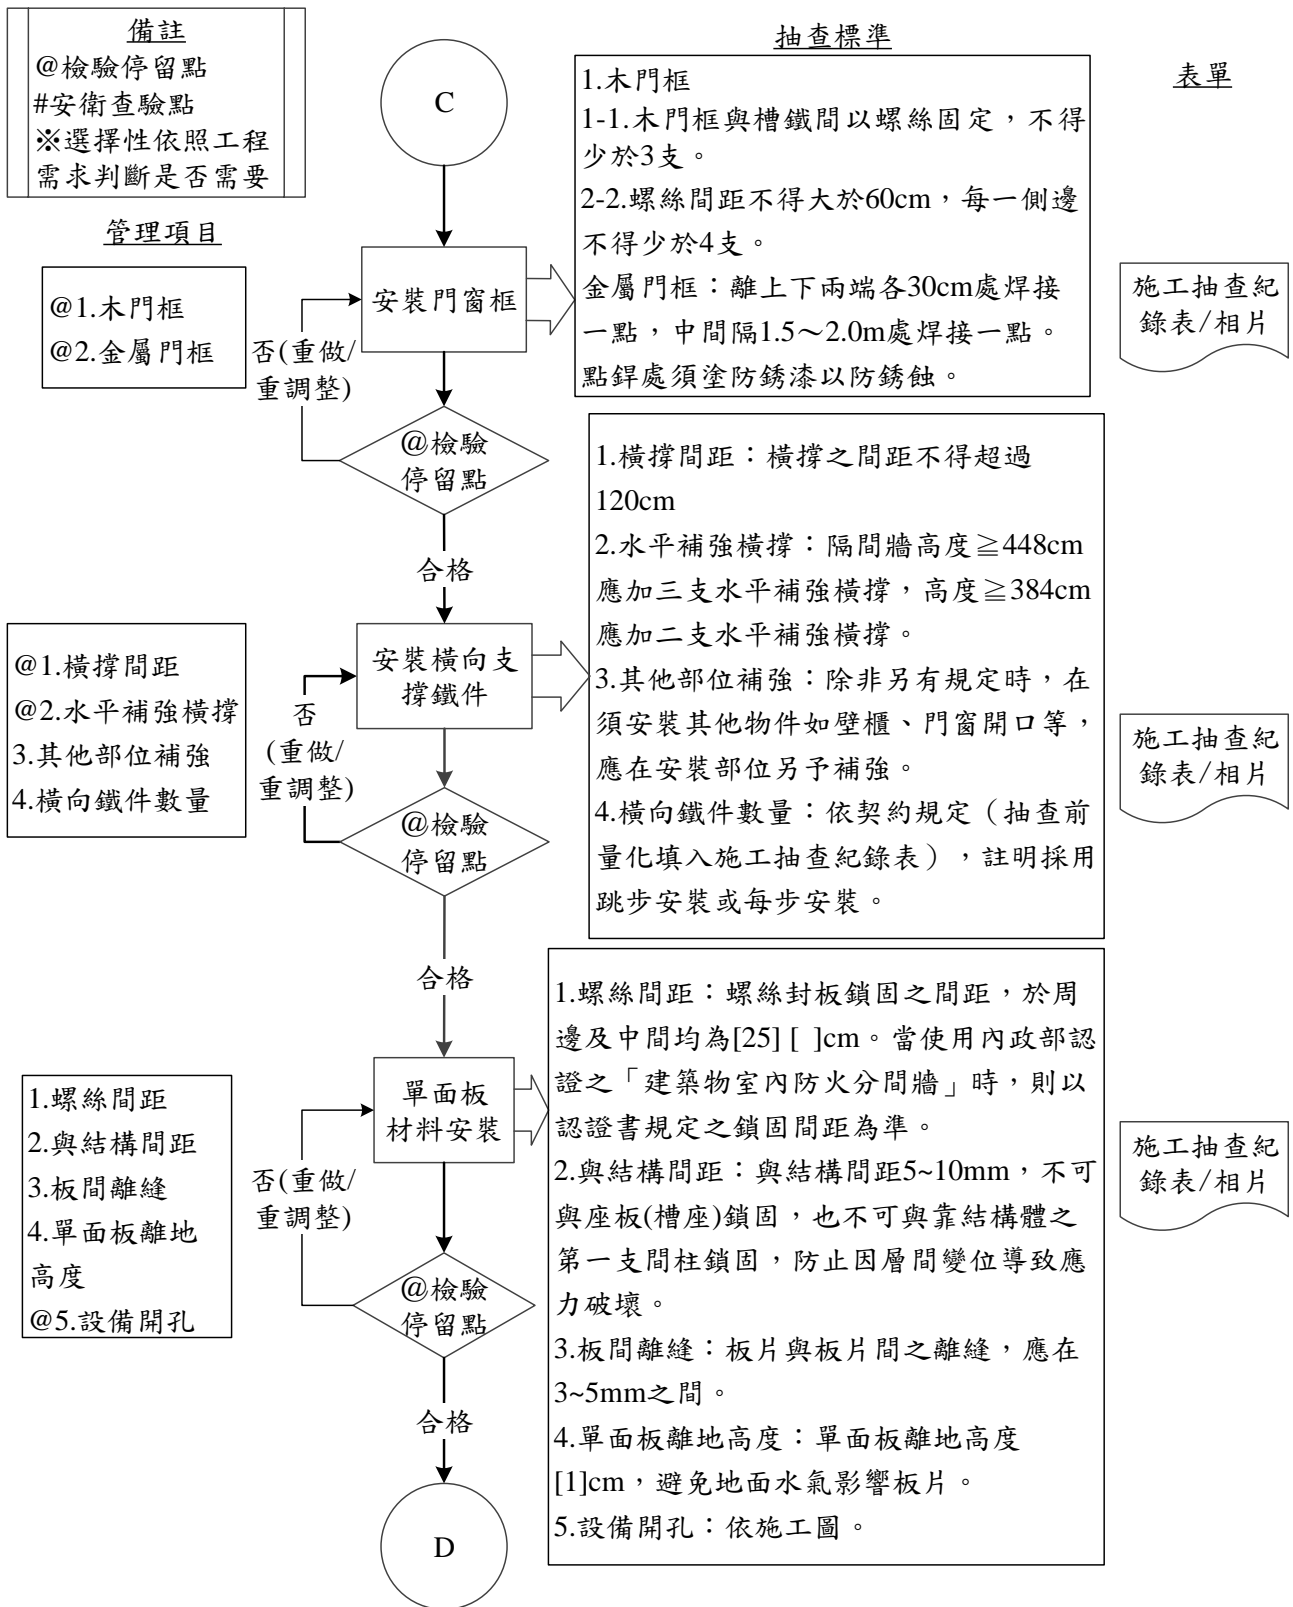 備註
@檢驗停留點
#安衛查驗點
※選擇性依照工程
需求判斷是否需要
管理項目
抽查標準
表單
C
@1.木門框
@2.金屬門框
安裝門窗框
否(重做/
重調整)
@檢驗
停留點
合格
1.木門框
1-1.木門框與槽鐵間以螺絲固定，不得
少於3支。
2-2.螺絲間距不得大於60cm，每一側邊
不得少於4支。
金屬門框：離上下兩端各30cm處焊接
一點，中間隔1.5～2.0m處焊接一點。
點銲處須塗防銹漆以防銹蝕。
施工抽查紀
錄表/相片
@1.橫撐間距
@2.水平補強橫撐
3.其他部位補強
4.橫向鐵件數量
安裝橫向支
撐鐵件
否
(重做/
重調整)
@檢驗
停留點
合格
1.橫撐間距：橫撐之間距不得超過
120cm
2.水平補強橫撐：隔間牆高度≧448cm
應加三支水平補強橫撐，高度≧384cm
應加二支水平補強橫撐。
3.其他部位補強：除非另有規定時，在
須安裝其他物件如壁櫃、門窗開口等，
應在安裝部位另予補強。
4.橫向鐵件數量：依契約規定（抽查前
量化填入施工抽查紀錄表），註明採用
跳步安裝或每步安裝。
施工抽查紀
錄表/相片
1.螺絲間距
2.與結構間距
3.板間離縫
4.單面板離地
高度
@5.設備開孔
單面板
材料安裝
否(重做/
重調整)
@檢驗
停留點
合格
D
1.螺絲間距：螺絲封板鎖固之間距，於周
邊及中間均為[25] [ ]cm。當使用內政部認
證之「建築物室內防火分間牆」時，則以
認證書規定之鎖固間距為準。
2.與結構間距：與結構間距5~10mm，不可
與座板(槽座)鎖固，也不可與靠結構體之
第一支間柱鎖固，防止因層間變位導致應
力破壞。
3.板間離縫：板片與板片間之離縫，應在
3~5mm之間。
4.單面板離地高度：單面板離地高度
[1]cm，避免地面水氣影響板片。
5.設備開孔：依施工圖。
施工抽查紀
錄表/相片